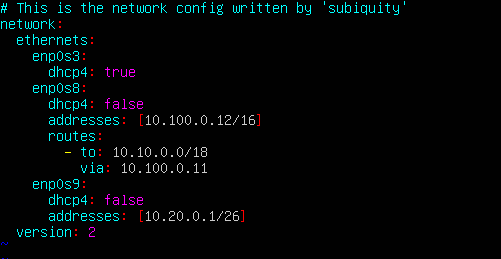 # This is the network config written by 'subiquity'
network:
  ethernets:
    enp0s3:
      dhcp4: true
    enp0s8:
      dhcp4: false
      addresses: [10.100.0.12/16]
      routes:
        - to: 10.10.0.0/18
          via: 10.100.0.11
    enp0s9:
      dhcp4: false
      addresses: [10.20.0.1/26]
  version: 2
~
~